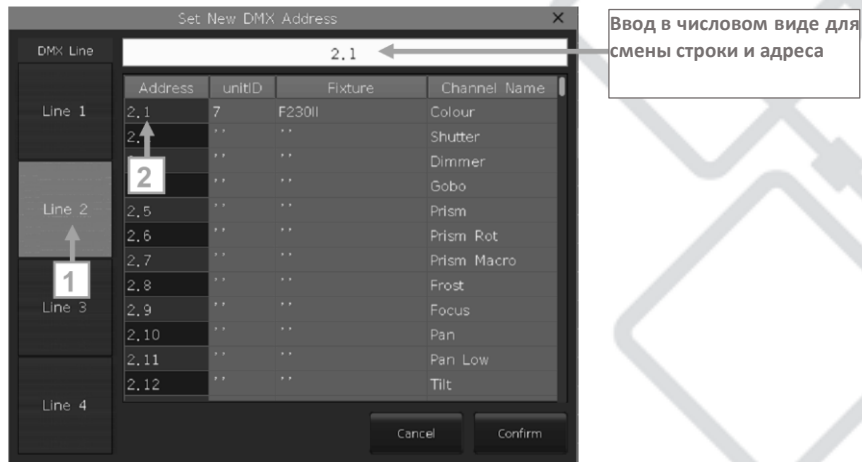 Set New DMX Address ×
Ввод в числовом виде для
смены строки и адреса
DMX Line
2.1
Address unitID Fixture Channel Name
Line 1
2.1 7 F230II Colour
2. ’’ ’’ Shutter
’’ ’’ Dimmer
2
’’ ’’ Gobo
Line 2
2.5 ’’ ’’ Prism
2.6 ’’ ’’ Prism Rot
2.7 ’’ ’’ Prism Macro
1
2.8 ’’ ’’ Frost
Line 3
2.9 ’’ ’’ Focus
2.10 ’’ ’’ Pan
2.11 ’’ ’’ Pan Low
2.12 ’’ ’’ Tilt
Line 4
Cancel Confirm